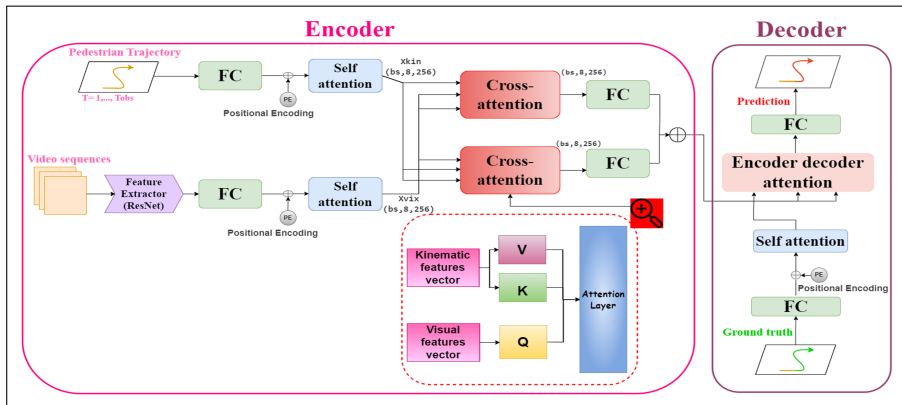 Encoder
Decoder
Pedestrian Trajectory
T= 1,..., Tobs
FC
PE
Positional Encoding
Self
attention
Xkin
(bs,8,256)
Cross-
attention
(bs,8,256)
FC
Video sequences
Feature
Extractor
(ResNet)
FC
PE
Positional Encoding
Self
attention
Xvix
(bs,8,256)
Cross-
attention
(bs,8,256)
FC
Kinematic
features
vector
V
K
Visual
features
vector
Q
Attention
Layer
Prediction
FC
Encoder decoder
attention
Self attention
PE
Positional Encoding
FC
Ground truth